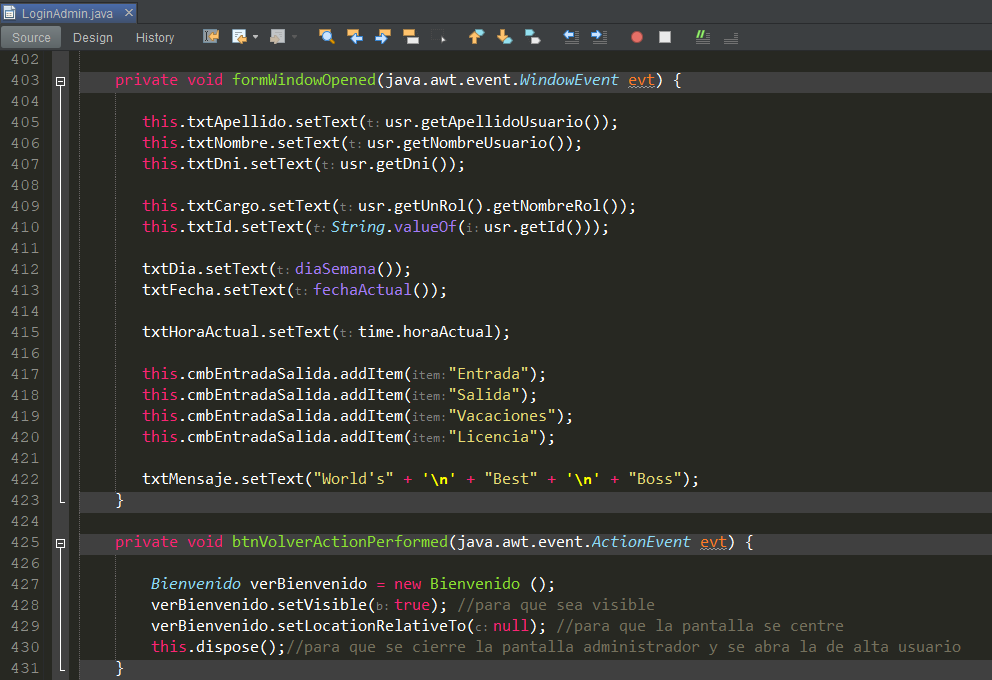 LoginAdmin.java
Source Design History
402
403 private void formWindowOpened(java.awt.event.WindowEvent evt) {
404
405 this.txtApellido.setText(t: usr.getApellidoUsuario());
406 this.txtNombre.setText(t: usr.getNombreUsuario());
407 this.txtDni.setText(t: usr.getDni());
408
409 this.txtCargo.setText(t: usr.getUnRol().getNombreRol());
410 this.txtId.setText(t: String.valueOf(i: usr.getId()));
411
412 txtDia.setText(t: diaSemana());
413 txtFecha.setText(t: fechaActual());
414
415 txtHoraActual.setText(t: time.horaActual);
416
417 this.cmbEntradaSalida.addItem(item: "Entrada");
418 this.cmbEntradaSalida.addItem(item: "Salida");
419 this.cmbEntradaSalida.addItem(item: "Vacaciones");
420 this.cmbEntradaSalida.addItem(item: "Licencia");
421
422 txtMensaje.setText("World's" + '\n' + "Best" + '\n' + "Boss");
423 }
424
425 private void btnVolverActionPerformed(java.awt.event.ActionEvent evt) {
426
427 Bienvenido verBienvenido = new Bienvenido ();
428 verBienvenido.setVisible(b: true); //para que sea visible
429 verBienvenido.setLocationRelativeTo(c: null); //para que la pantalla se centre
430 this.dispose();//para que se cierre la pantalla administrador y se abra la de alta usuario
431 }